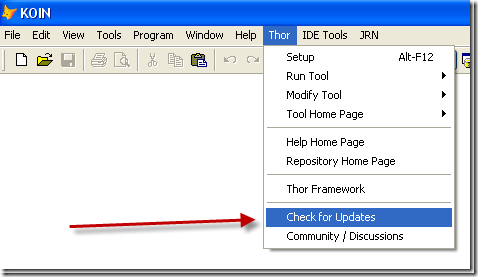 KOIN
File Edit View Tools Program Window Help Thor IDE Tools JRN
Setup Alt-F12
Run Tool
Modify Tool
Tool Home Page
Help Home Page
Repository Home Page
Thor Framework
Check for Updates
Community / Discussions